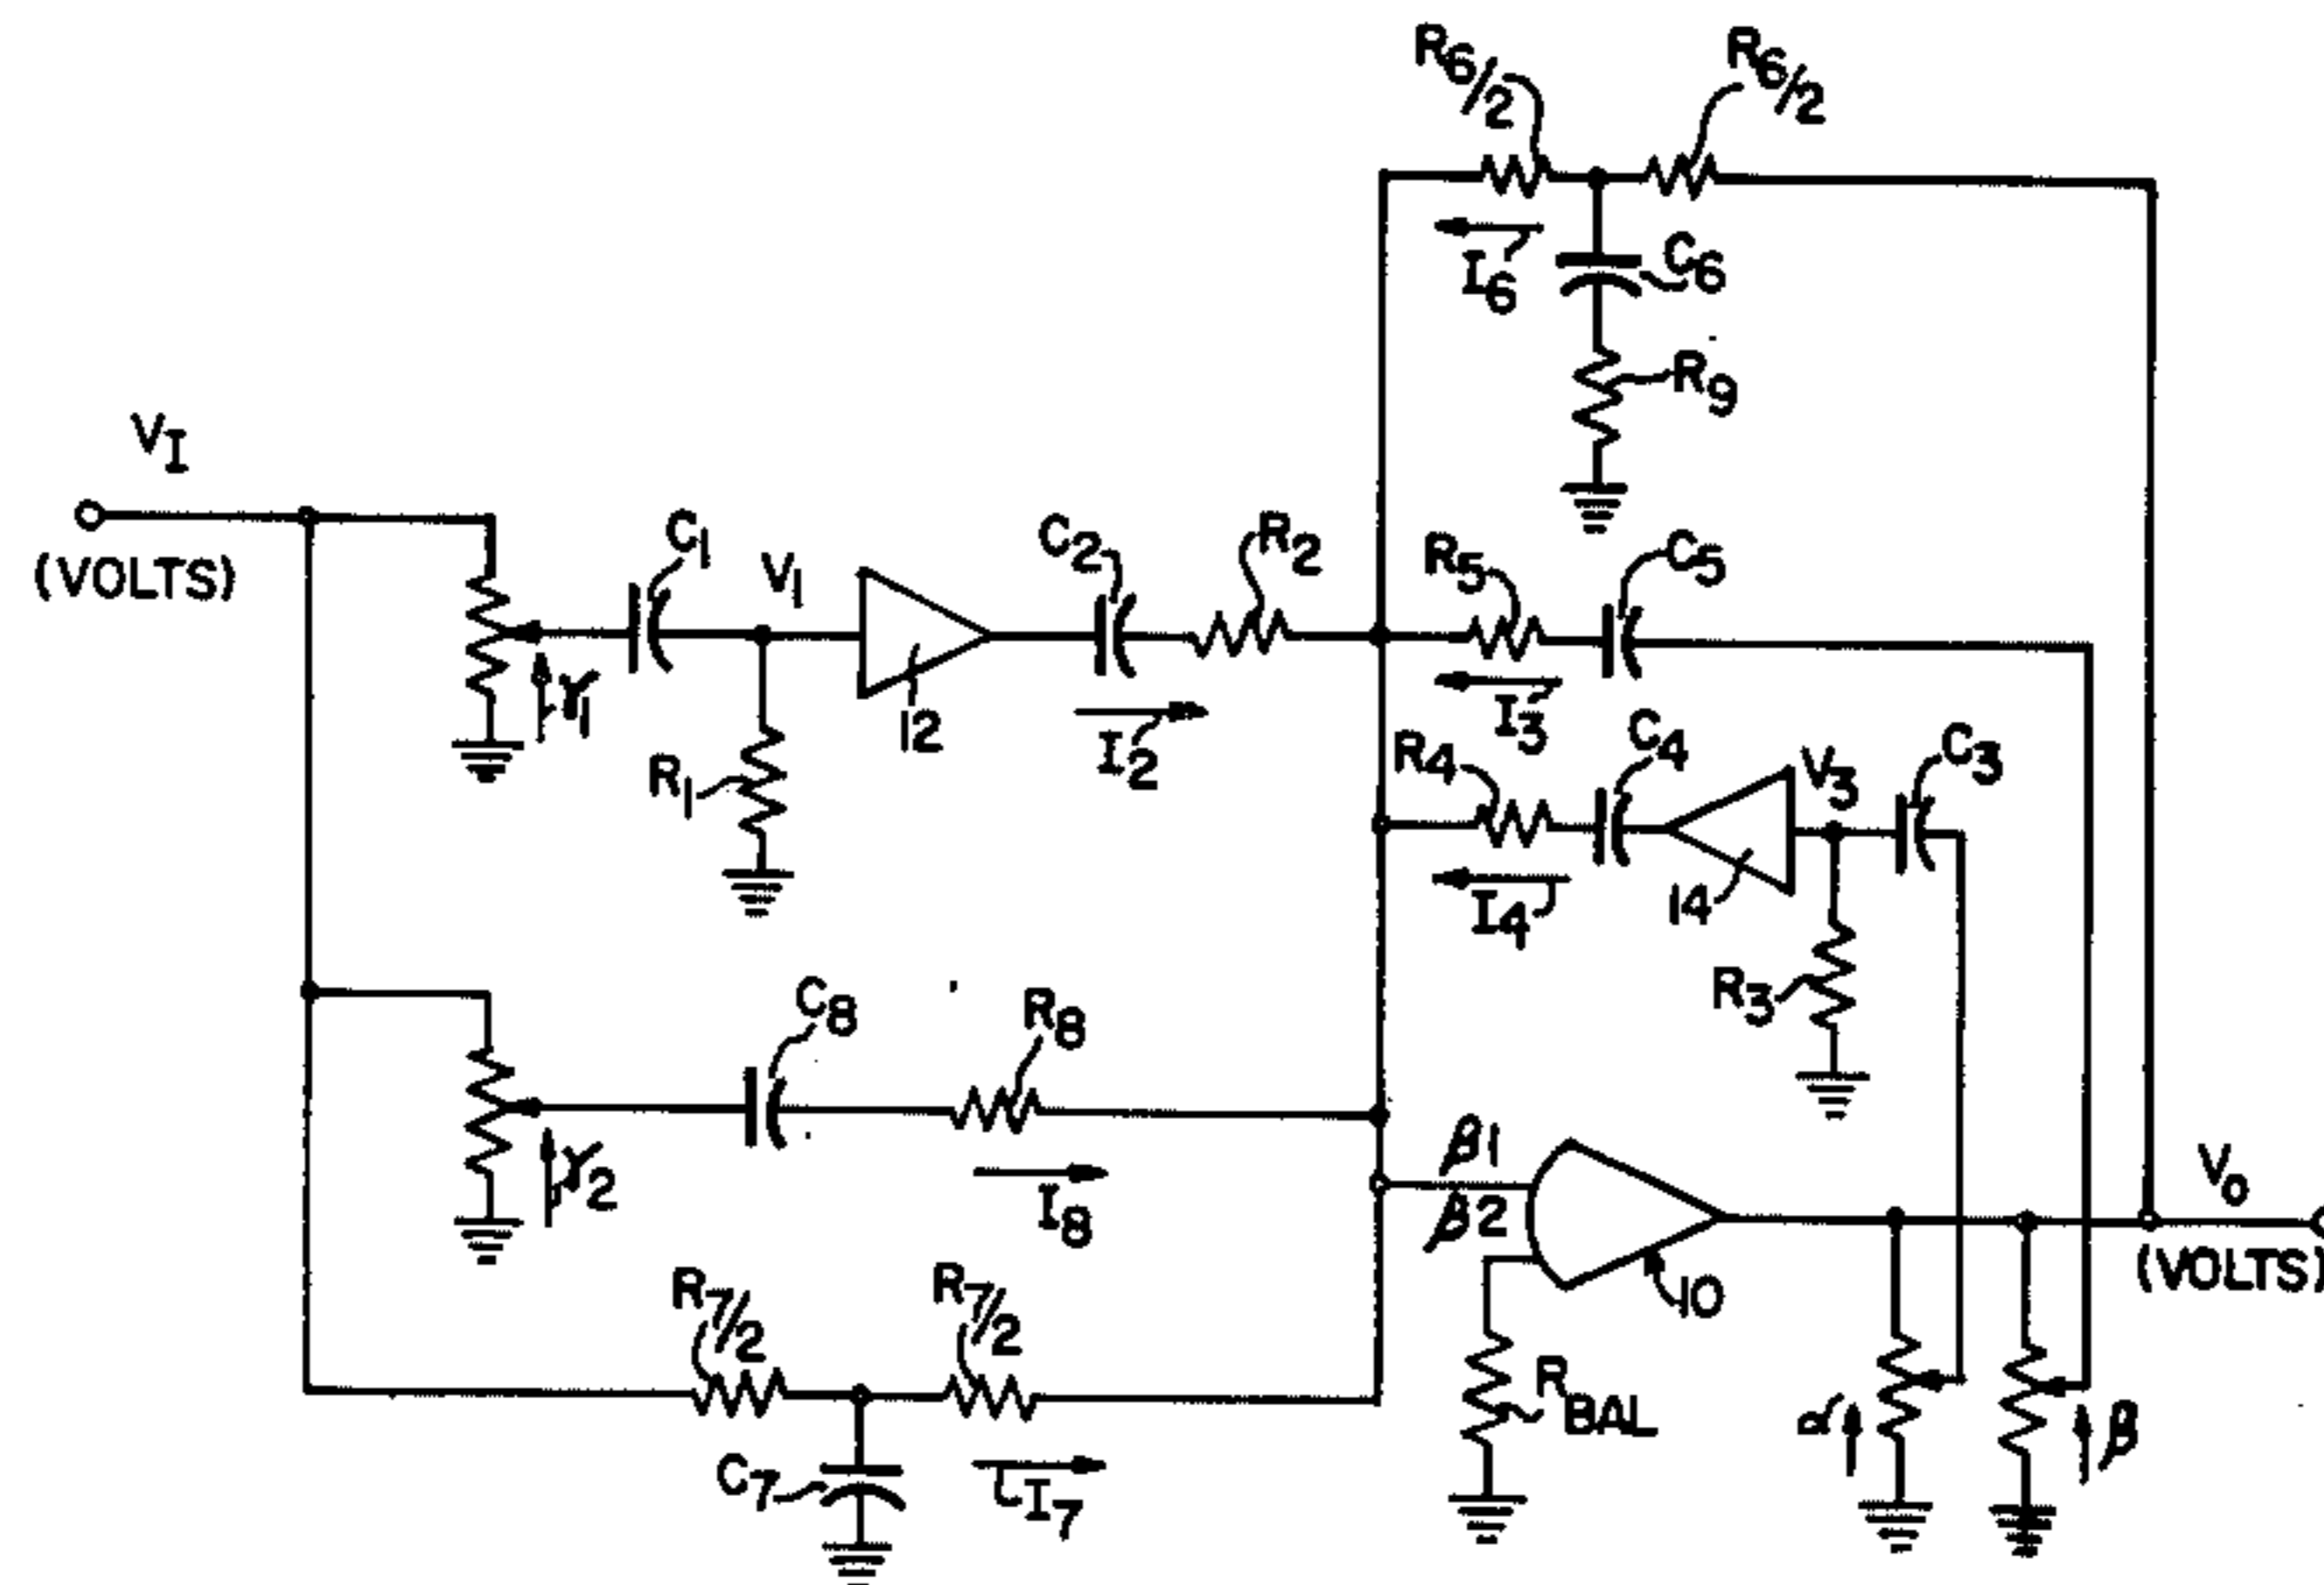 R6/2
R6/2
I6
C6
R9
VI
(VOLTS)
C1
V1
C2
R2
R5
C5
γ1
R1
12
I2
I3
R4
C4
V3
C3
I4
14
R3
C8
R8
γ2
I8
β1
β2
10
VO
(VOLTS)
R7/2
R7/2
RBAL
α
β
C7
I7